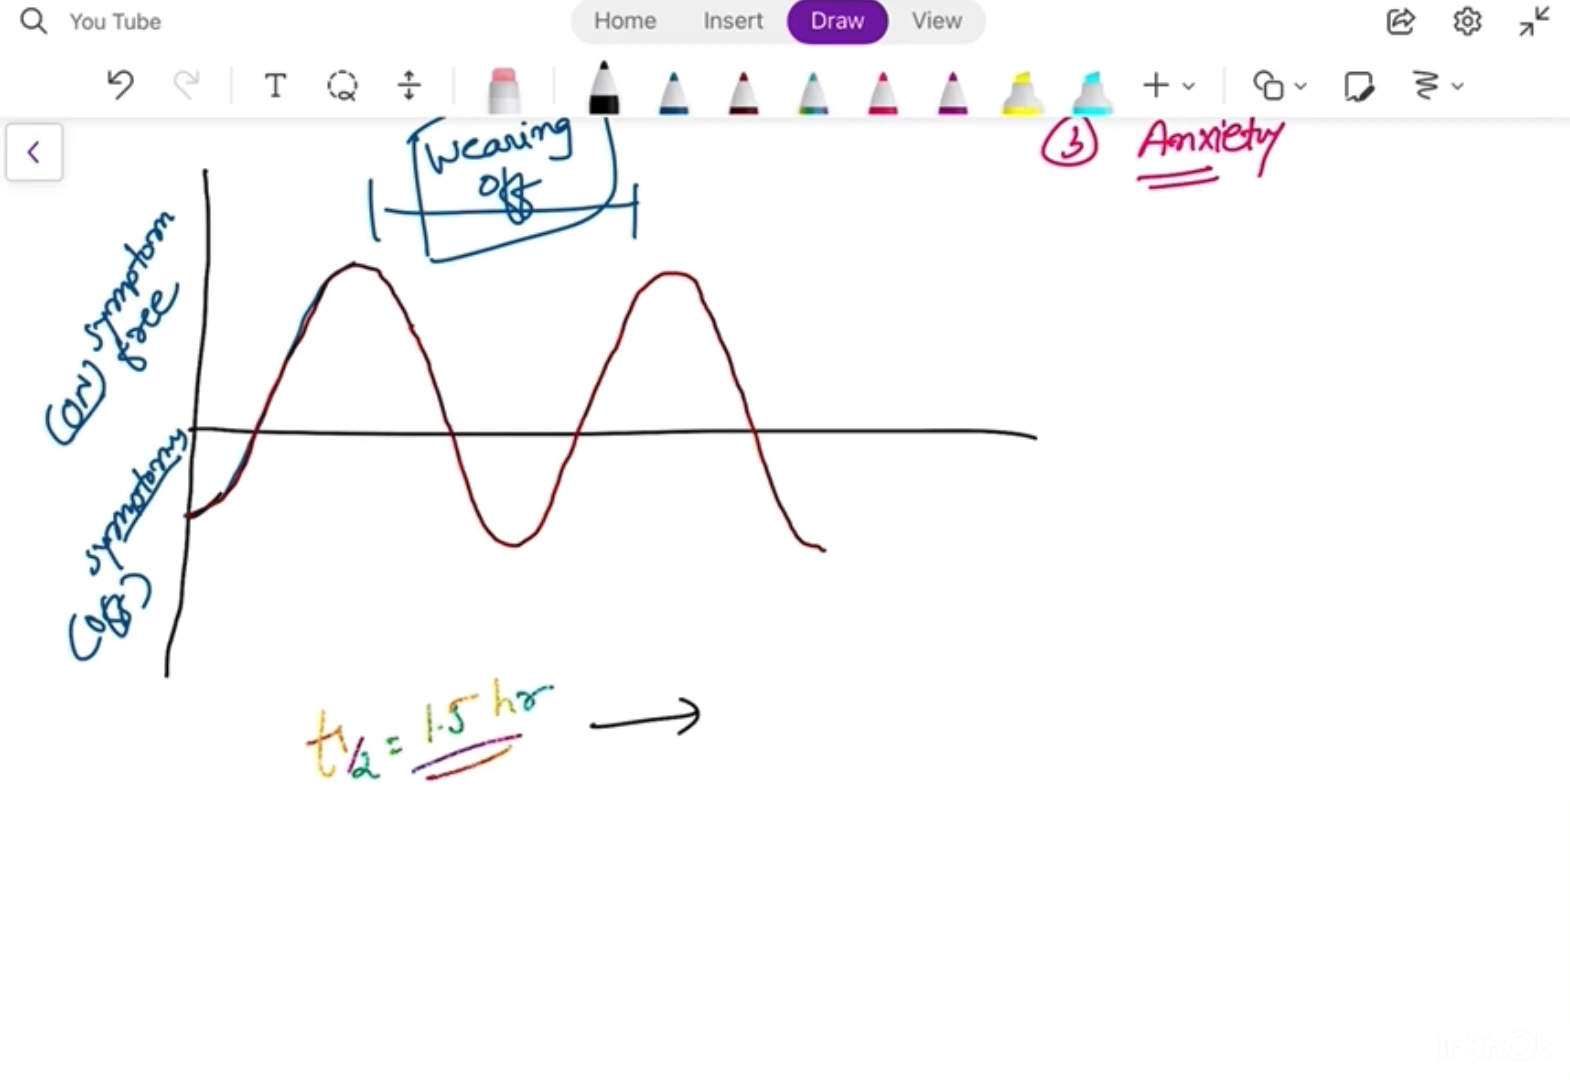 You Tube
Home Insert Draw View
T
wearing
off
③ Anxiety
symptom
free
(ON)
symptoms
(off)
t1/2 = 1.5 hr